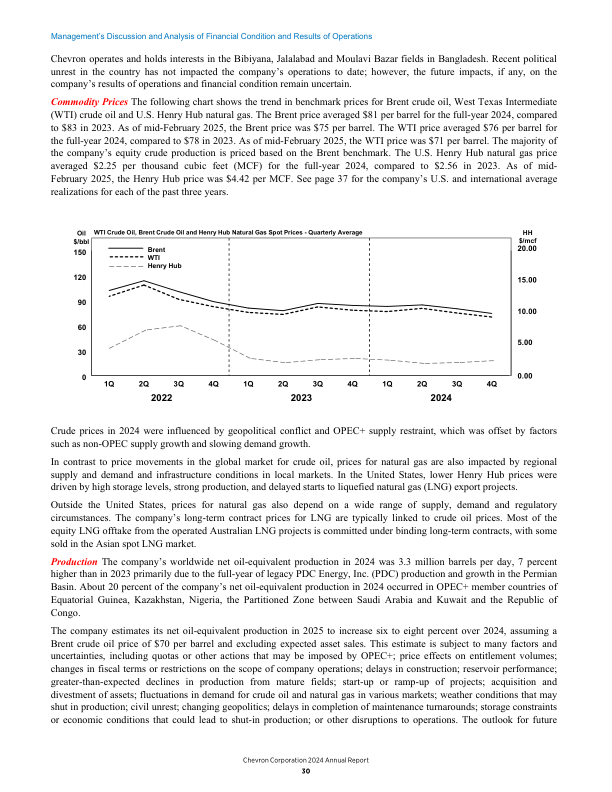 Management's Discussion and Analysis of Financial Condition and Results of Operations
Chevron operates and holds interests in the Bibiyana, Jalalabad and Moulavi Bazar fields in Bangladesh. Recent political
unrest in the country has not impacted the company's operations to date; however, the future impacts, if any, on the
company's results of operations and financial condition remain uncertain.
Commodity Prices The following chart shows the trend in benchmark prices for Brent crude oil, West Texas Intermediate
(WTI) crude oil and U.S. Henry Hub natural gas. The Brent price averaged $81 per barrel for the full-year 2024, compared
to $83 in 2023. As of mid-February 2025, the Brent price was $75 per barrel. The WTI price averaged $76 per barrel for
the full-year 2024, compared to $78 in 2023. As of mid-February 2025, the WTI price was $71 per barrel. The majority of
the company's equity crude production is priced based on the Brent benchmark. The U.S. Henry Hub natural gas price
averaged $2.25 per thousand cubic feet (MCF) for the full-year 2024, compared to $2.56 in 2023. As of mid-
February 2025, the Henry Hub price was $4.42 per MCF. See page 37 for the company's U.S. and international average
realizations for each of the past three years.
Oil
$/bbl
WTI Crude Oil, Brent Crude Oil and Henry Hub Natural Gas Spot Prices - Quarterly Average
HH
$/mcf
Brent
WTI
Henry Hub
150
120
90
60
30
0
20.00
15.00
10.00
5.00
0.00
1Q 2Q 3Q 4Q 1Q 2Q 3Q 4Q 1Q 2Q 3Q 4Q
2022 2023 2024
Crude prices in 2024 were influenced by geopolitical conflict and OPEC+ supply restraint, which was offset by factors
such as non-OPEC supply growth and slowing demand growth.
In contrast to price movements in the global market for crude oil, prices for natural gas are also impacted by regional
supply and demand and infrastructure conditions in local markets. In the United States, lower Henry Hub prices were
driven by high storage levels, strong production, and delayed starts to liquefied natural gas (LNG) export projects.
Outside the United States, prices for natural gas also depend on a wide range of supply, demand and regulatory
circumstances. The company's long-term contract prices for LNG are typically linked to crude oil prices. Most of the
equity LNG offtake from the operated Australian LNG projects is committed under binding long-term contracts, with some
sold in the Asian spot LNG market.
Production The company's worldwide net oil-equivalent production in 2024 was 3.3 million barrels per day, 7 percent
higher than in 2023 primarily due to the full-year of legacy PDC Energy, Inc. (PDC) production and growth in the Permian
Basin. About 20 percent of the company's net oil-equivalent production in 2024 occurred in OPEC+ member countries of
Equatorial Guinea, Kazakhstan, Nigeria, the Partitioned Zone between Saudi Arabia and Kuwait and the Republic of
Congo.
The company estimates its net oil-equivalent production in 2025 to increase six to eight percent over 2024, assuming a
Brent crude oil price of $70 per barrel and excluding expected asset sales. This estimate is subject to many factors and
uncertainties, including quotas or other actions that may be imposed by OPEC+; price effects on entitlement volumes;
changes in fiscal terms or restrictions on the scope of company operations; delays in construction; reservoir performance;
greater-than-expected declines in production from mature fields; start-up or ramp-up of projects; acquisition and
divestment of assets; fluctuations in demand for crude oil and natural gas in various markets; weather conditions that may
shut in production; civil unrest; changing geopolitics; delays in completion of maintenance turnarounds; storage constraints
or economic conditions that could lead to shut-in production; or other disruptions to operations. The outlook for future
Chevron Corporation 2024 Annual Report
30